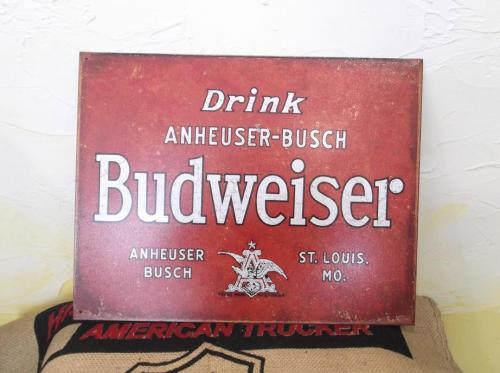 Drink
ANHEUSER-BUSCH
Budweiser
ANHEUSER
BUSCH
ST. LOUIS.
MO.
AMERICAN TRUCKER